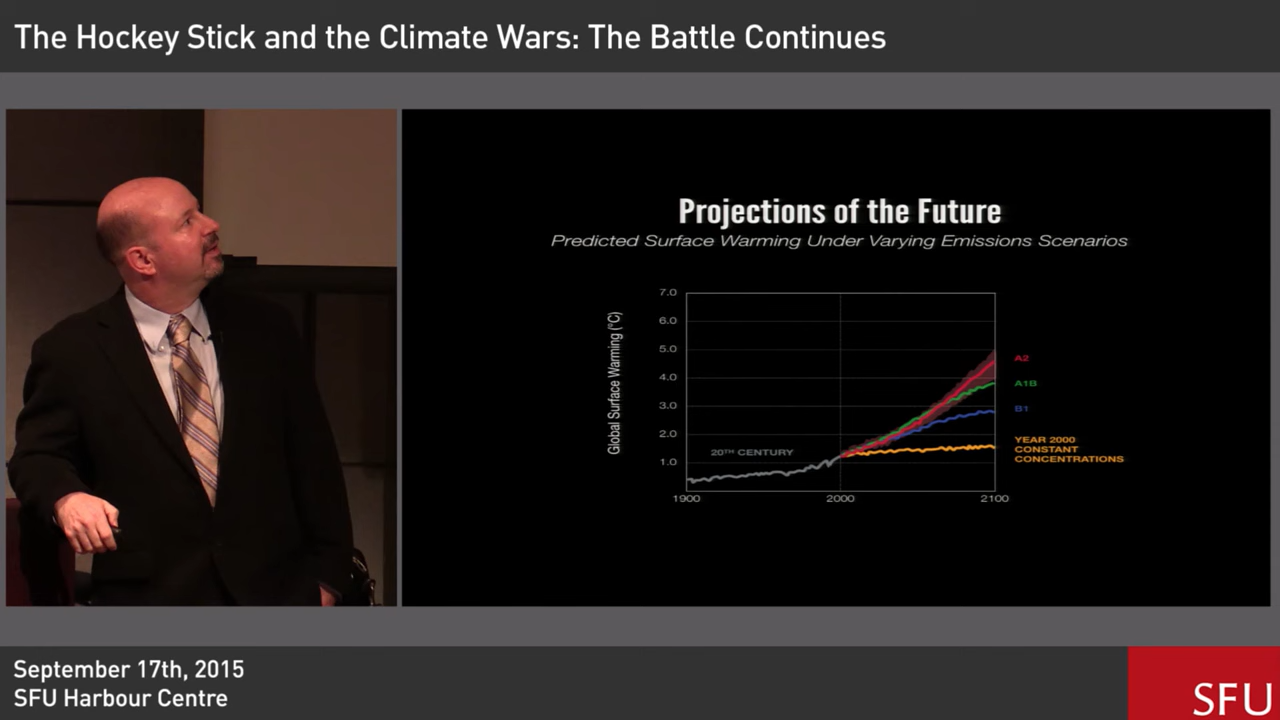 The Hockey Stick and the Climate Wars: The Battle Continues
Projections of the Future
Predicted Surface Warming Under Varying Emissions Scenarios
Global Surface Warming (°C)
7.0
6.0
5.0
4.0
3.0
2.0
1.0
20TH CENTURY
A2
A1B
B1
YEAR 2000
CONSTANT
CONCENTRATIONS
1900
2000
2100
September 17th, 2015
SFU Harbour Centre
SFU